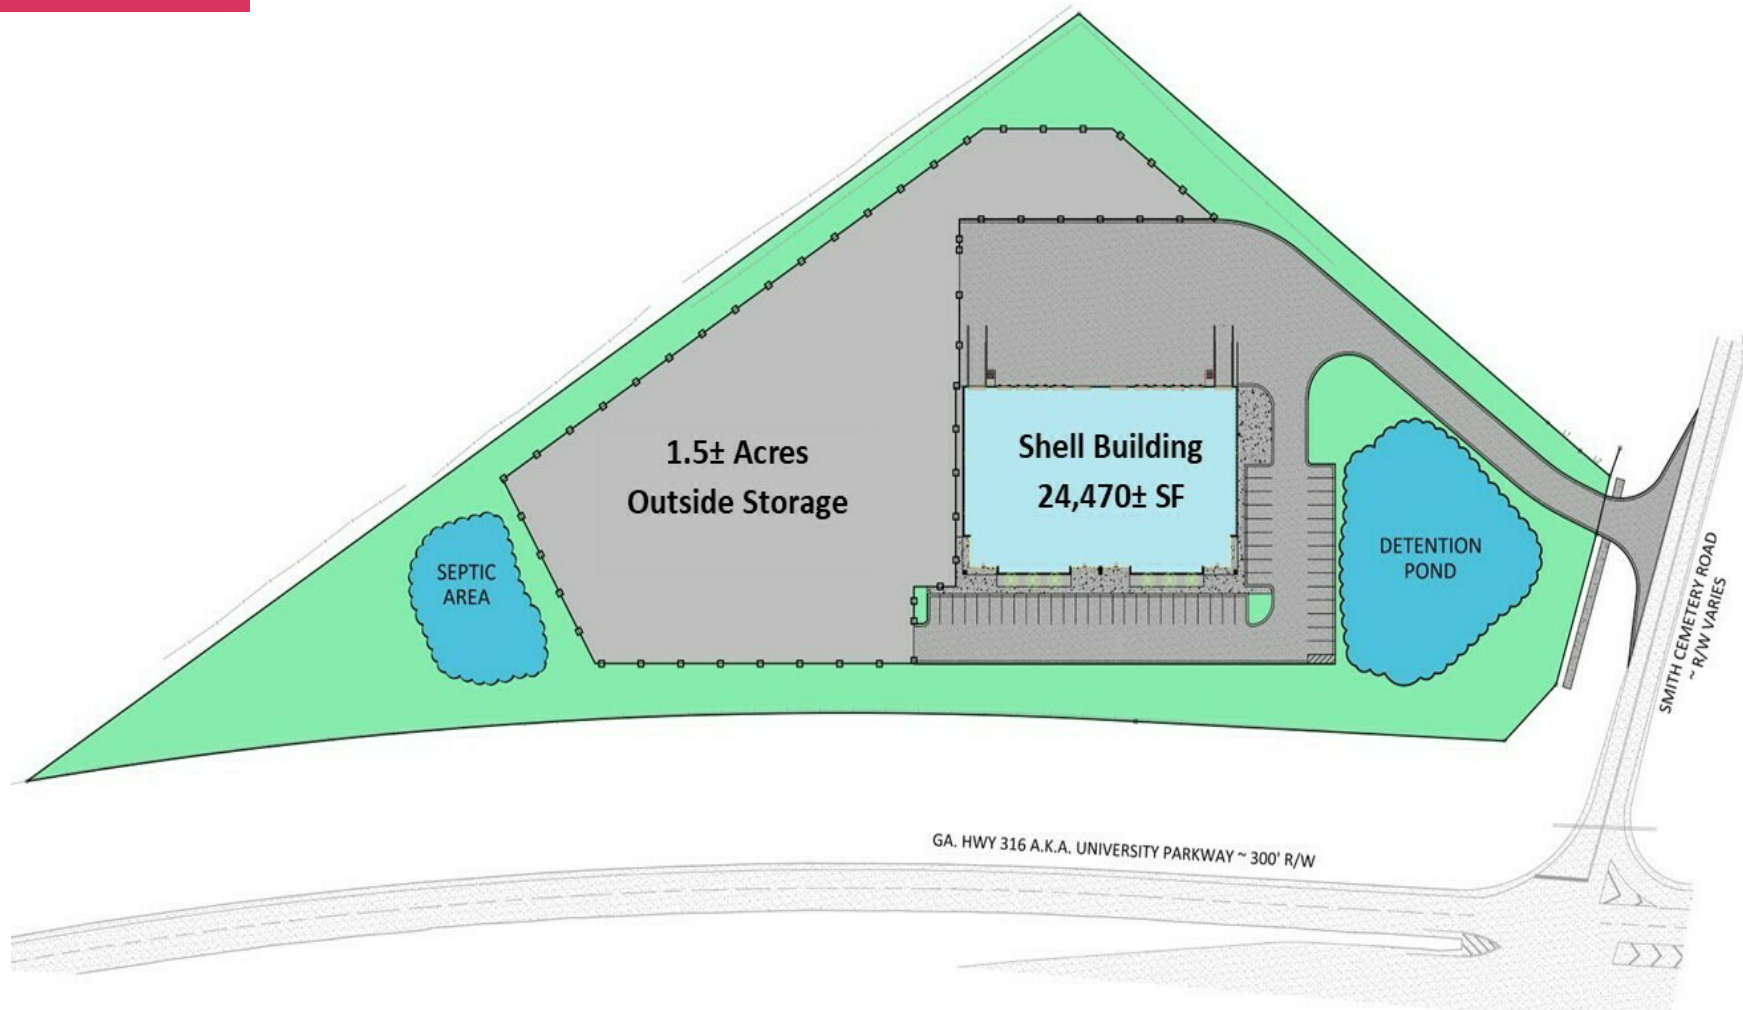 1.5± Acres
Outside Storage
Shell Building
24,470± SF
SEPTIC
AREA
DETENTION
POND
SMITH CEMETERY ROAD
~ R/W VARIES
GA. HWY 316 A.K.A. UNIVERSITY PARKWAY ~ 300' R/W